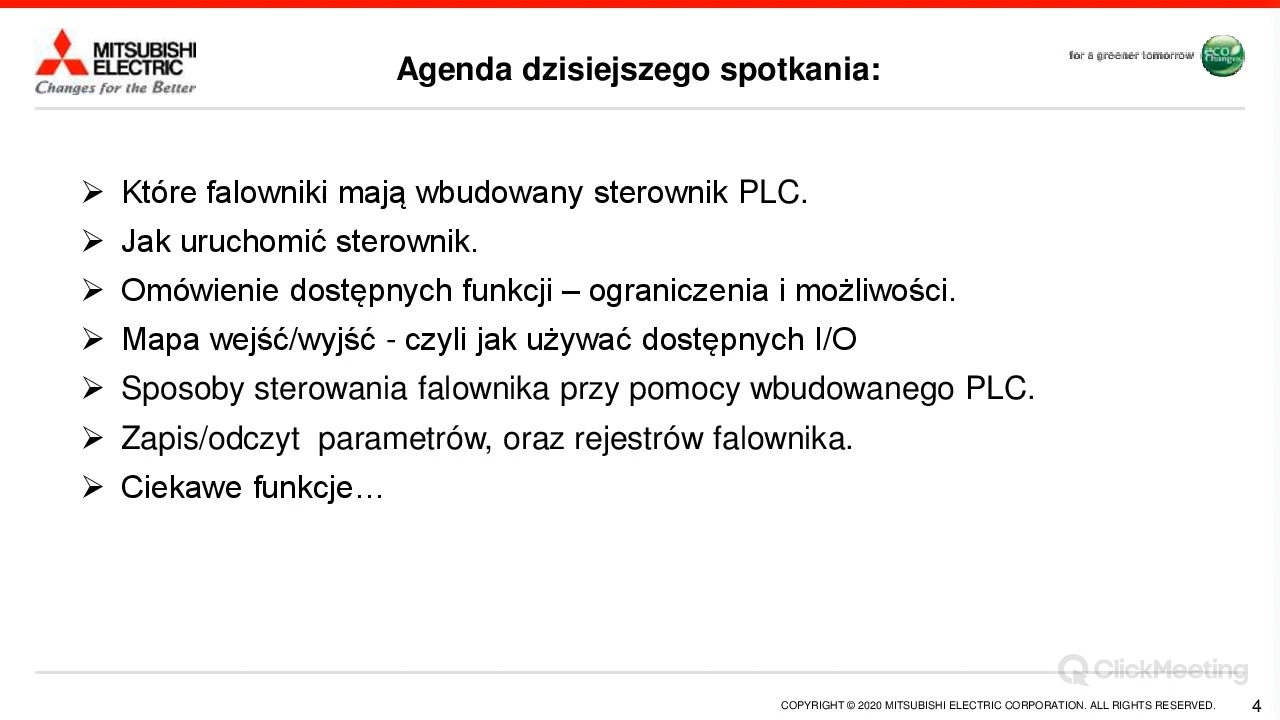 MITSUBISHI
ELECTRIC
Changes for the Better
Agenda dzisiejszego spotkania:
for a greener tomorrow
eco
Changes
➢ Które falowniki mają wbudowany sterownik PLC.
➢ Jak uruchomić sterownik.
➢ Omówienie dostępnych funkcji – ograniczenia i możliwości.
➢ Mapa wejść/wyjść - czyli jak używać dostępnych I/O
➢ Sposoby sterowania falownika przy pomocy wbudowanego PLC.
➢ Zapis/odczyt  parametrów, oraz rejestrów falownika.
➢ Ciekawe funkcje…
ClickMeeting
COPYRIGHT © 2020 MITSUBISHI ELECTRIC CORPORATION. ALL RIGHTS RESERVED.
4